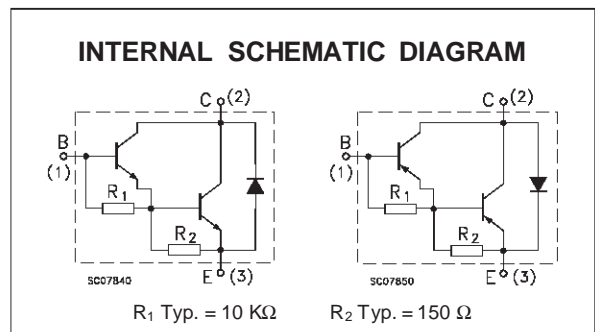 INTERNAL SCHEMATIC DIAGRAM
C (2)
B
(1)
R1
R2
E (3)
SC07840
C (2)
B
(1)
R1
R2
E (3)
SC07850
R1 Typ. = 10 KΩ
R2 Typ. = 150 Ω